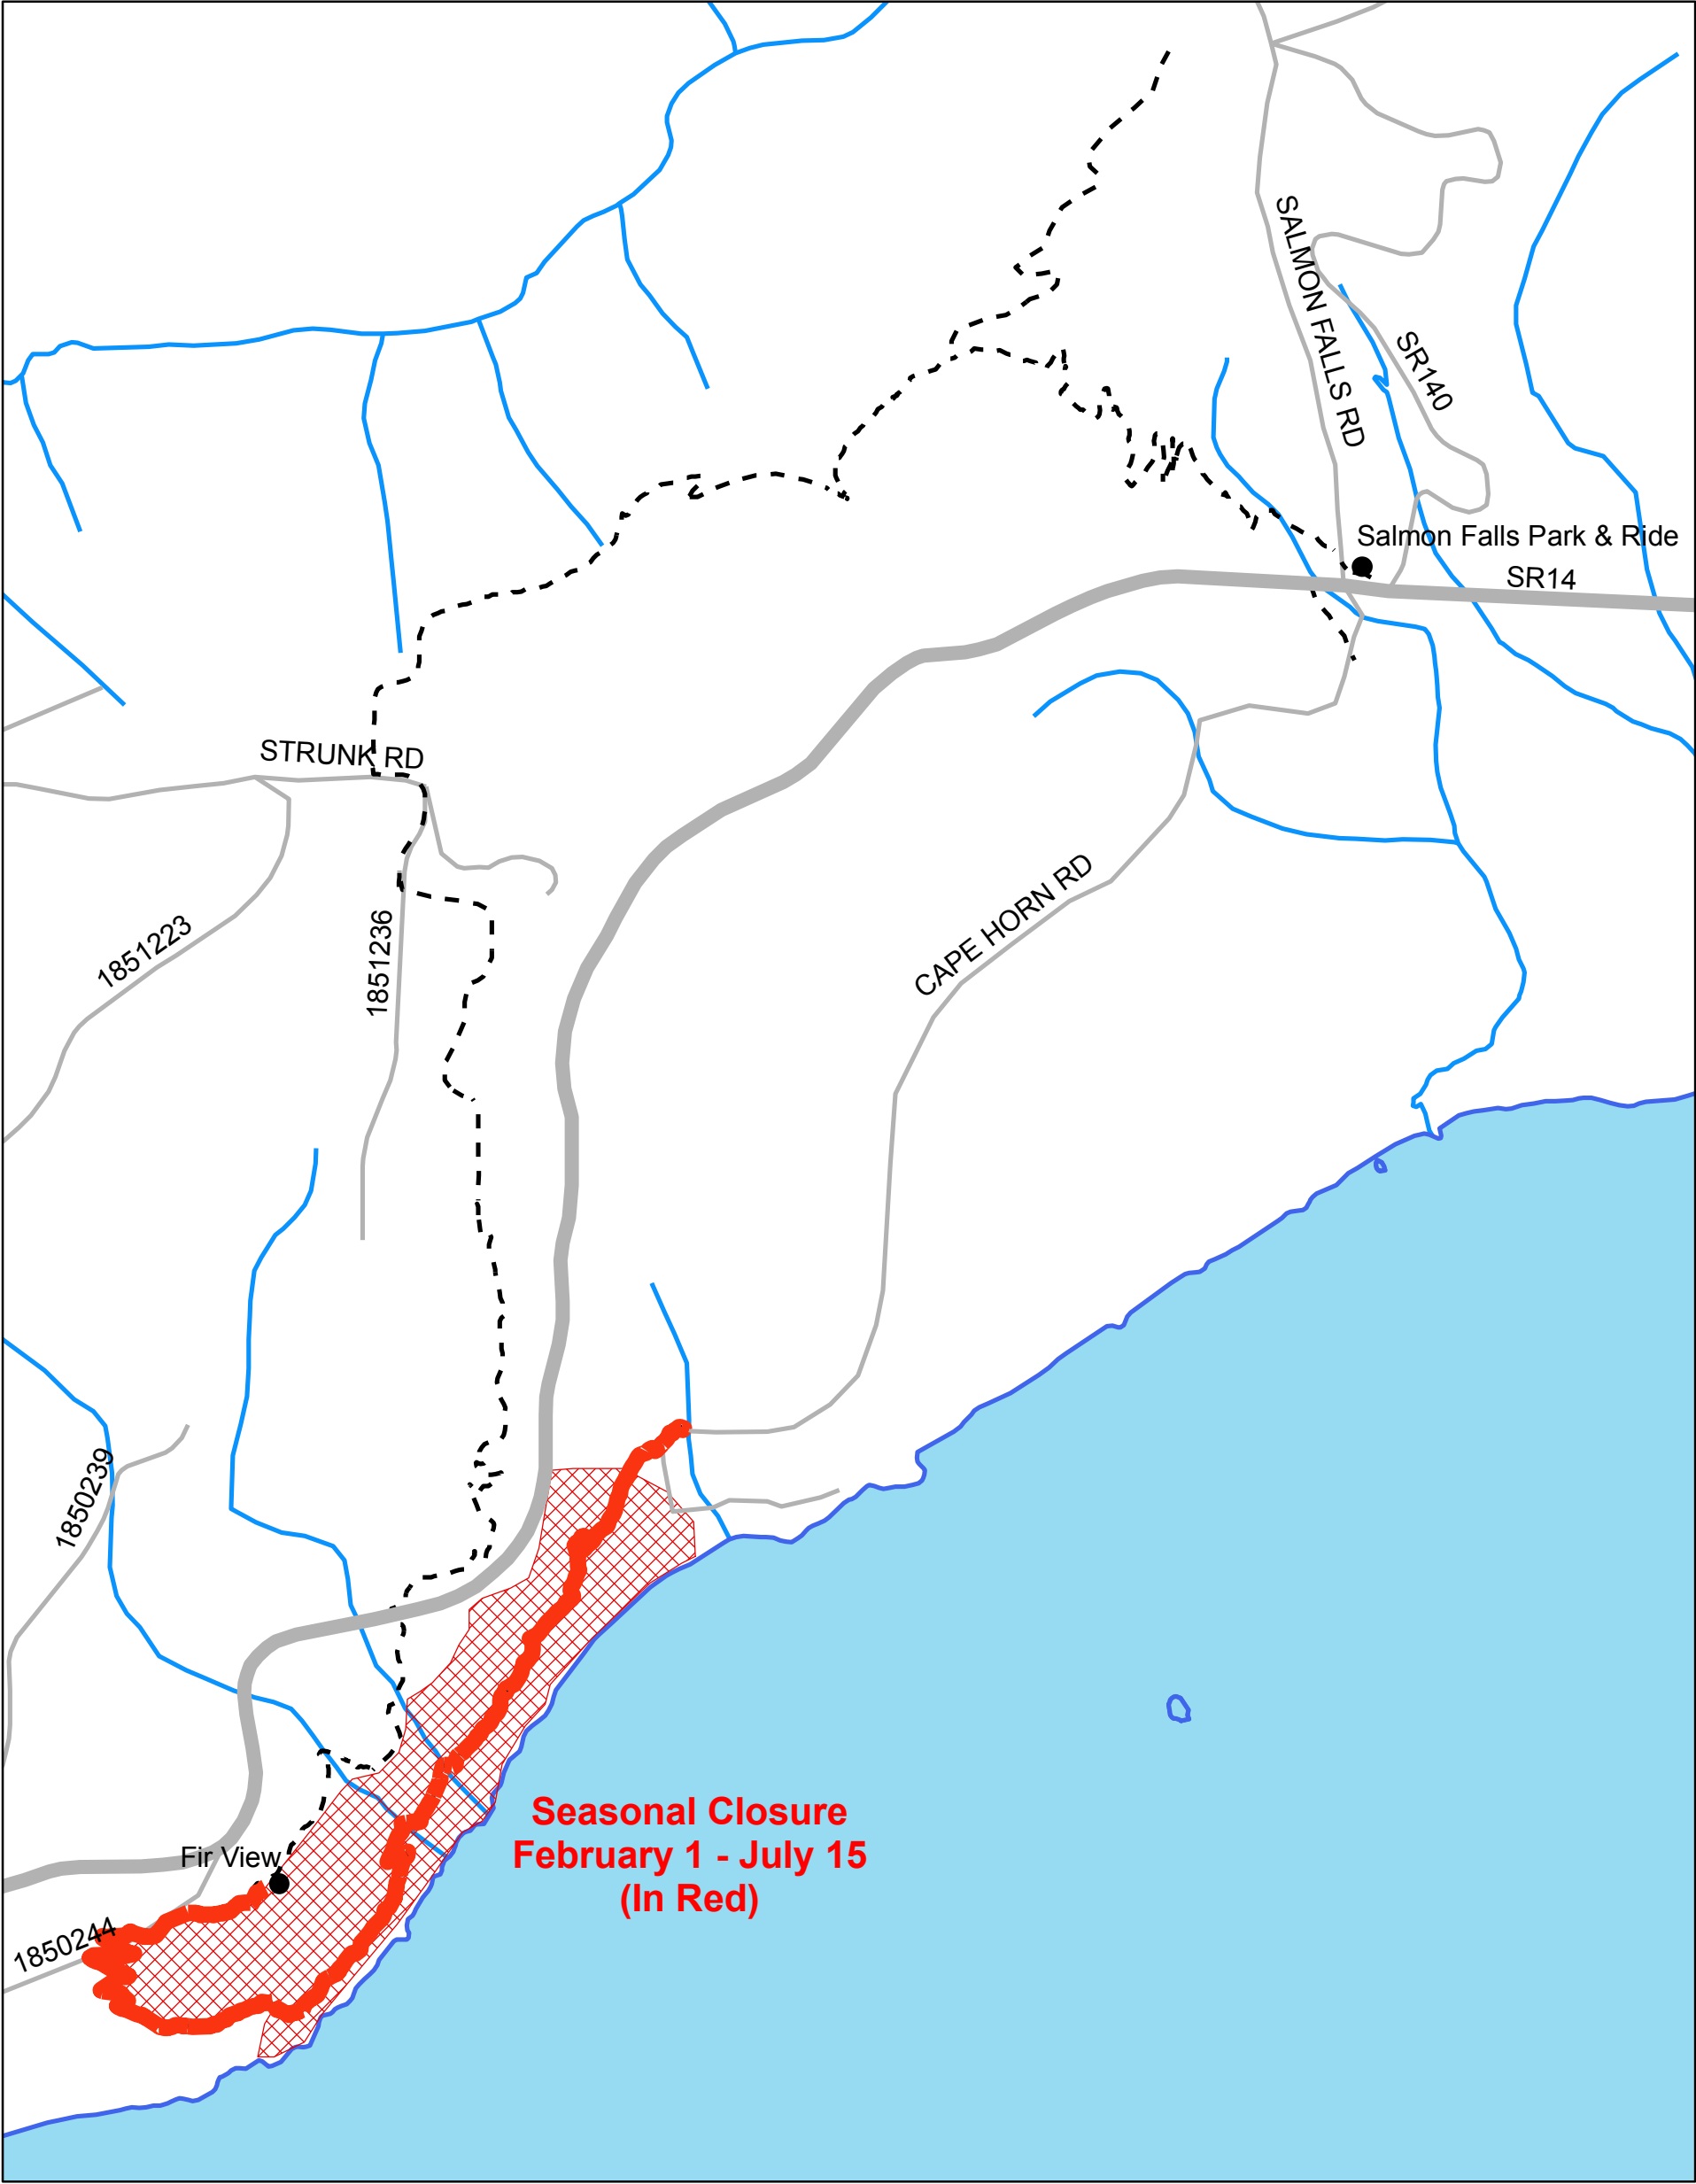 SALMON FALLS RD
SR140
Salmon Falls Park & Ride
SR14
STRUNK RD
1851223
1851236
CAPE HORN RD
1850239
Seasonal Closure
February 1 - July 15
(In Red)
Fir View
1850244